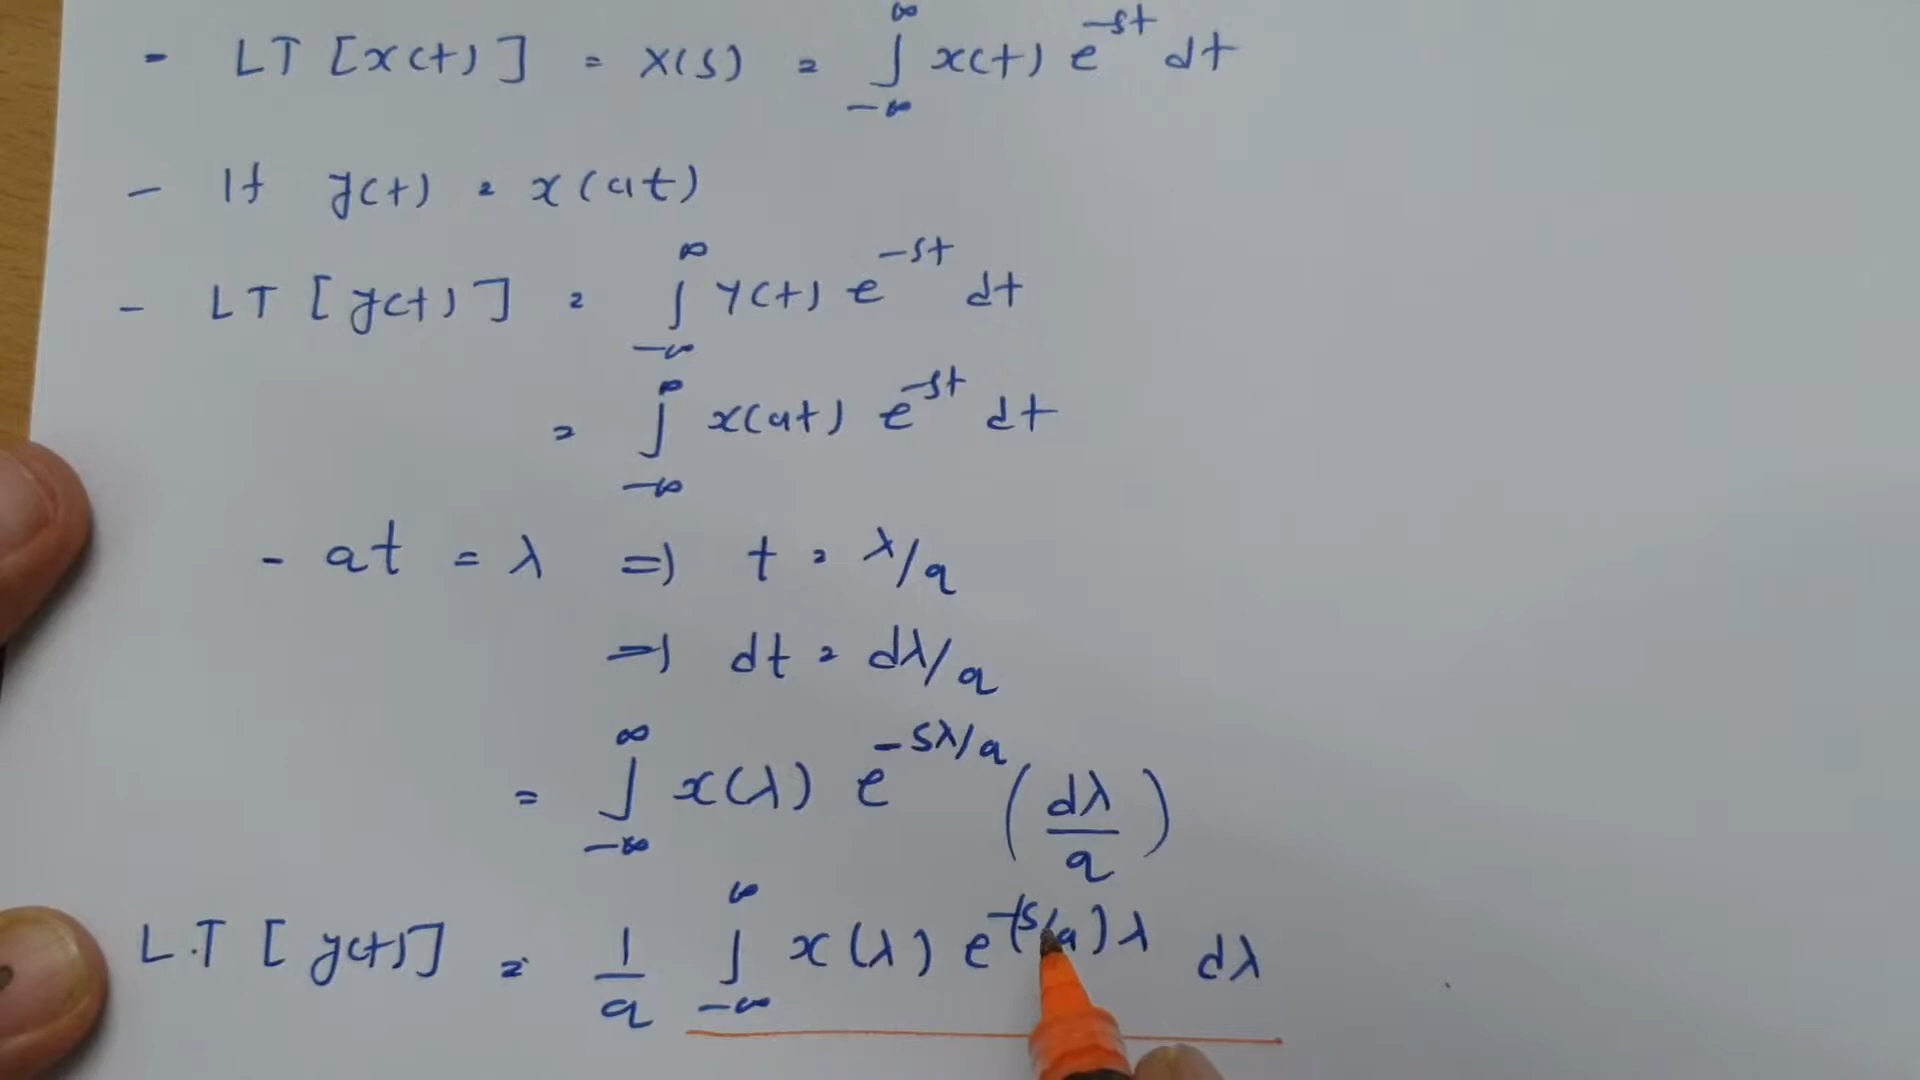 - LT [x(t)] = X(s) = ∫_{-∞}^{∞} x(t) e^{-st} dt
- If y(t) = x(at)
- LT [y(t)] = ∫_{-∞}^{∞} y(t) e^{-st} dt
= ∫_{-∞}^{∞} x(at) e^{-st} dt
- at = λ ⇒ t = λ/a
⇒ dt = dλ/a
= ∫_{-∞}^{∞} x(λ) e^{-sλ/a} (dλ/a)
L.T [y(t)] = 1/a ∫_{-∞}^{∞} x(λ) e^{-(s/a)λ} dλ